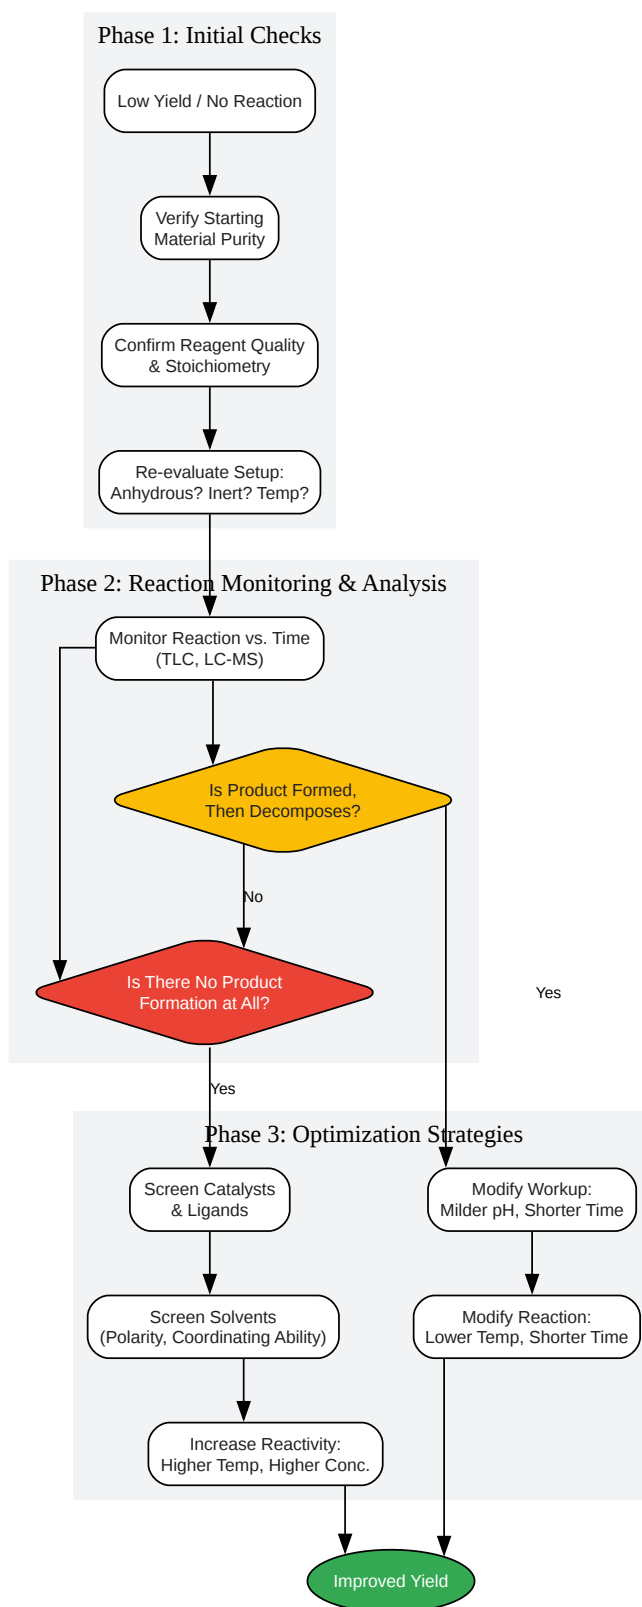 Phase 1: Initial Checks
Low Yield / No Reaction
Verify Starting
Material Purity
Confirm Reagent Quality
& Stoichiometry
Re-evaluate Setup:
Anhydrous? Inert? Temp?
Phase 2: Reaction Monitoring & Analysis
Monitor Reaction vs. Time
(TLC, LC-MS)
Is Product Formed,
Then Decomposes?
No
Is There No Product
Formation at All?
Yes
Yes
Phase 3: Optimization Strategies
Screen Catalysts
& Ligands
Modify Workup:
Milder pH, Shorter Time
Screen Solvents
(Polarity, Coordinating Ability)
Modify Reaction:
Lower Temp, Shorter Time
Increase Reactivity:
Higher Temp, Higher Conc.
Improved Yield